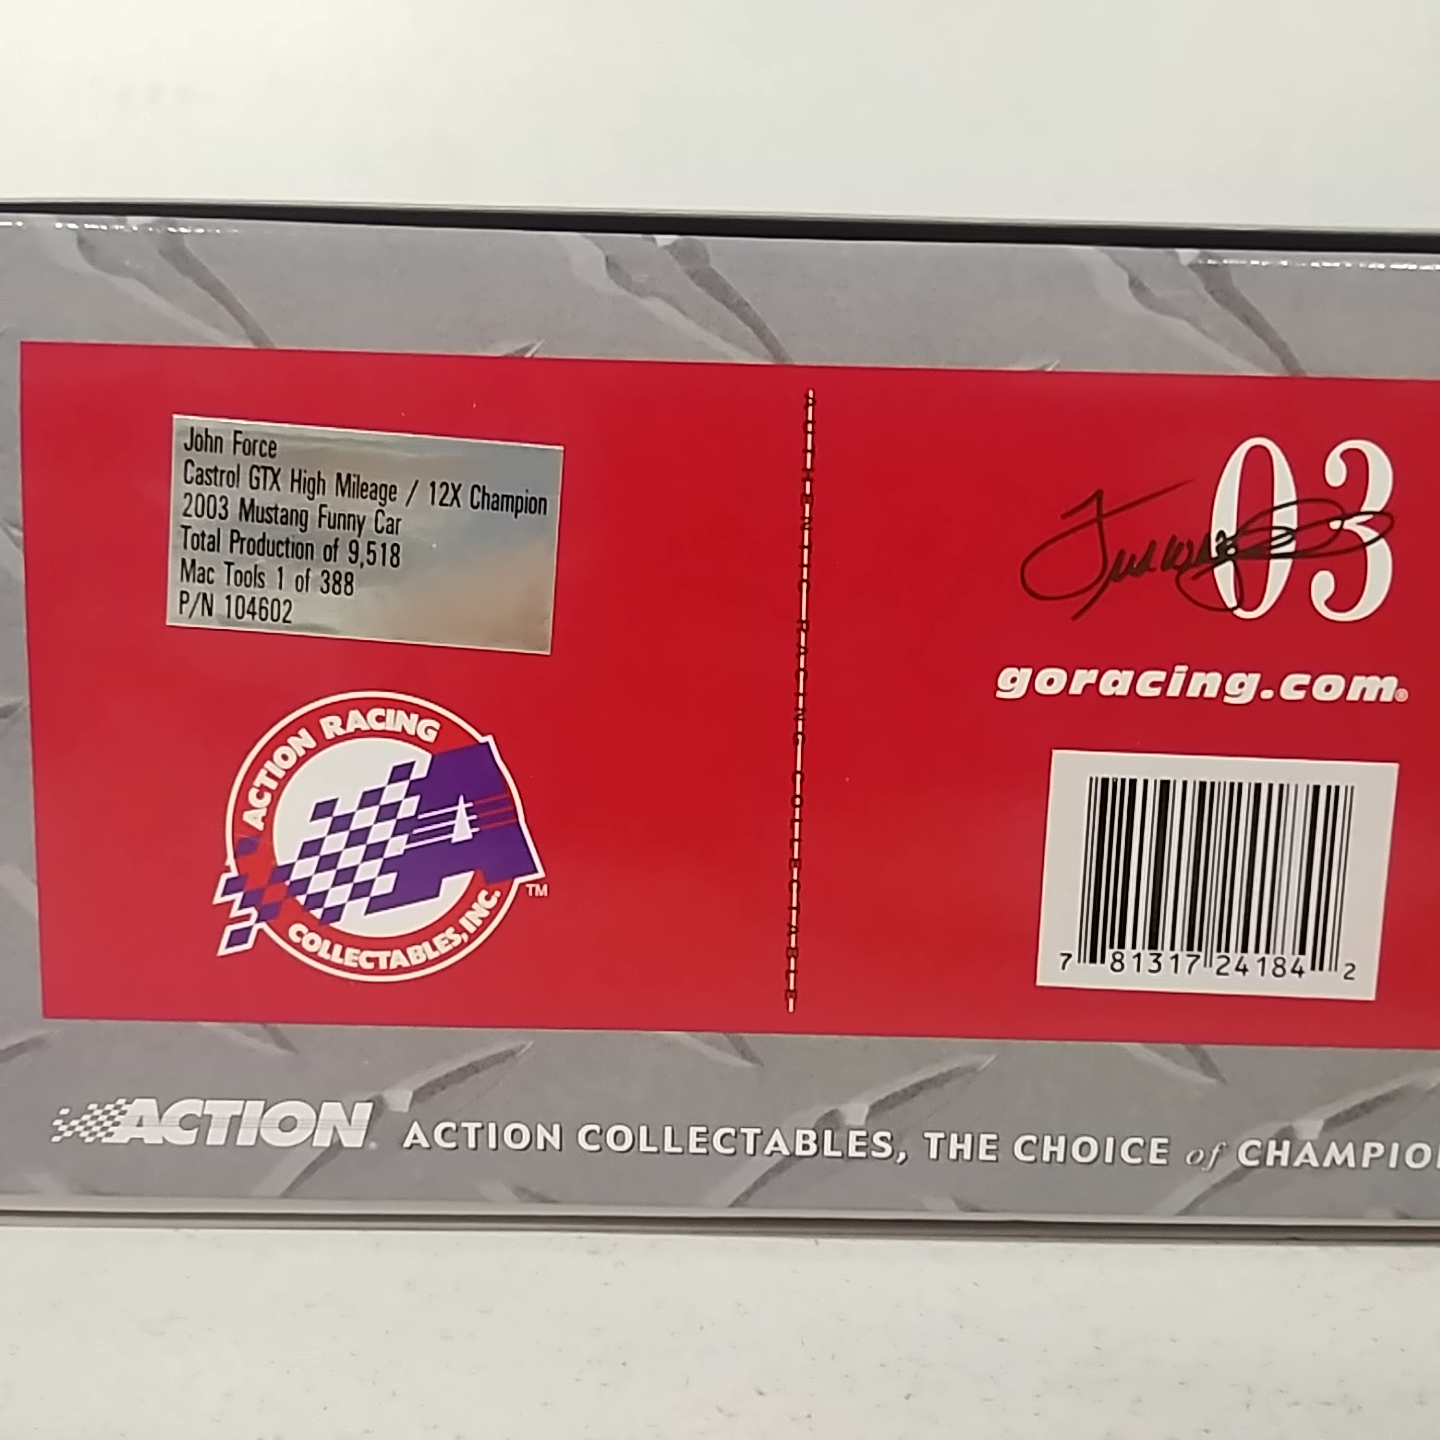 John Force
Castrol GTX High Mileage / 12X Champion
2003 Mustang Funny Car
Total Production of 9,518
Mac Tools 1 of 388
P/N 104602
ACTION RACING
COLLECTABLES, INC.
TM
03
goracing.com®
7 81317 24184 2
ACTION® ACTION COLLECTABLES, THE CHOICE of CHAMPIO